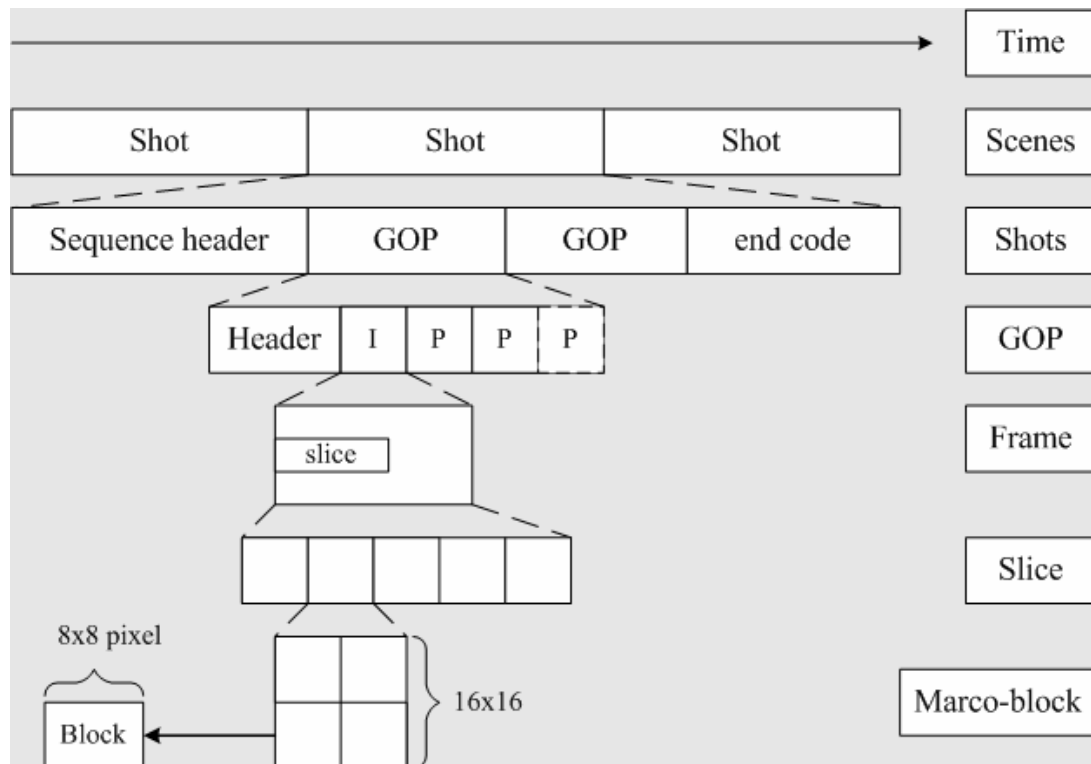 Time
Shot Shot Shot Scenes
Sequence header GOP GOP end code Shots
Header I P P P GOP
slice Frame
Slice
8x8 pixel
16x16 Marco-block
Block